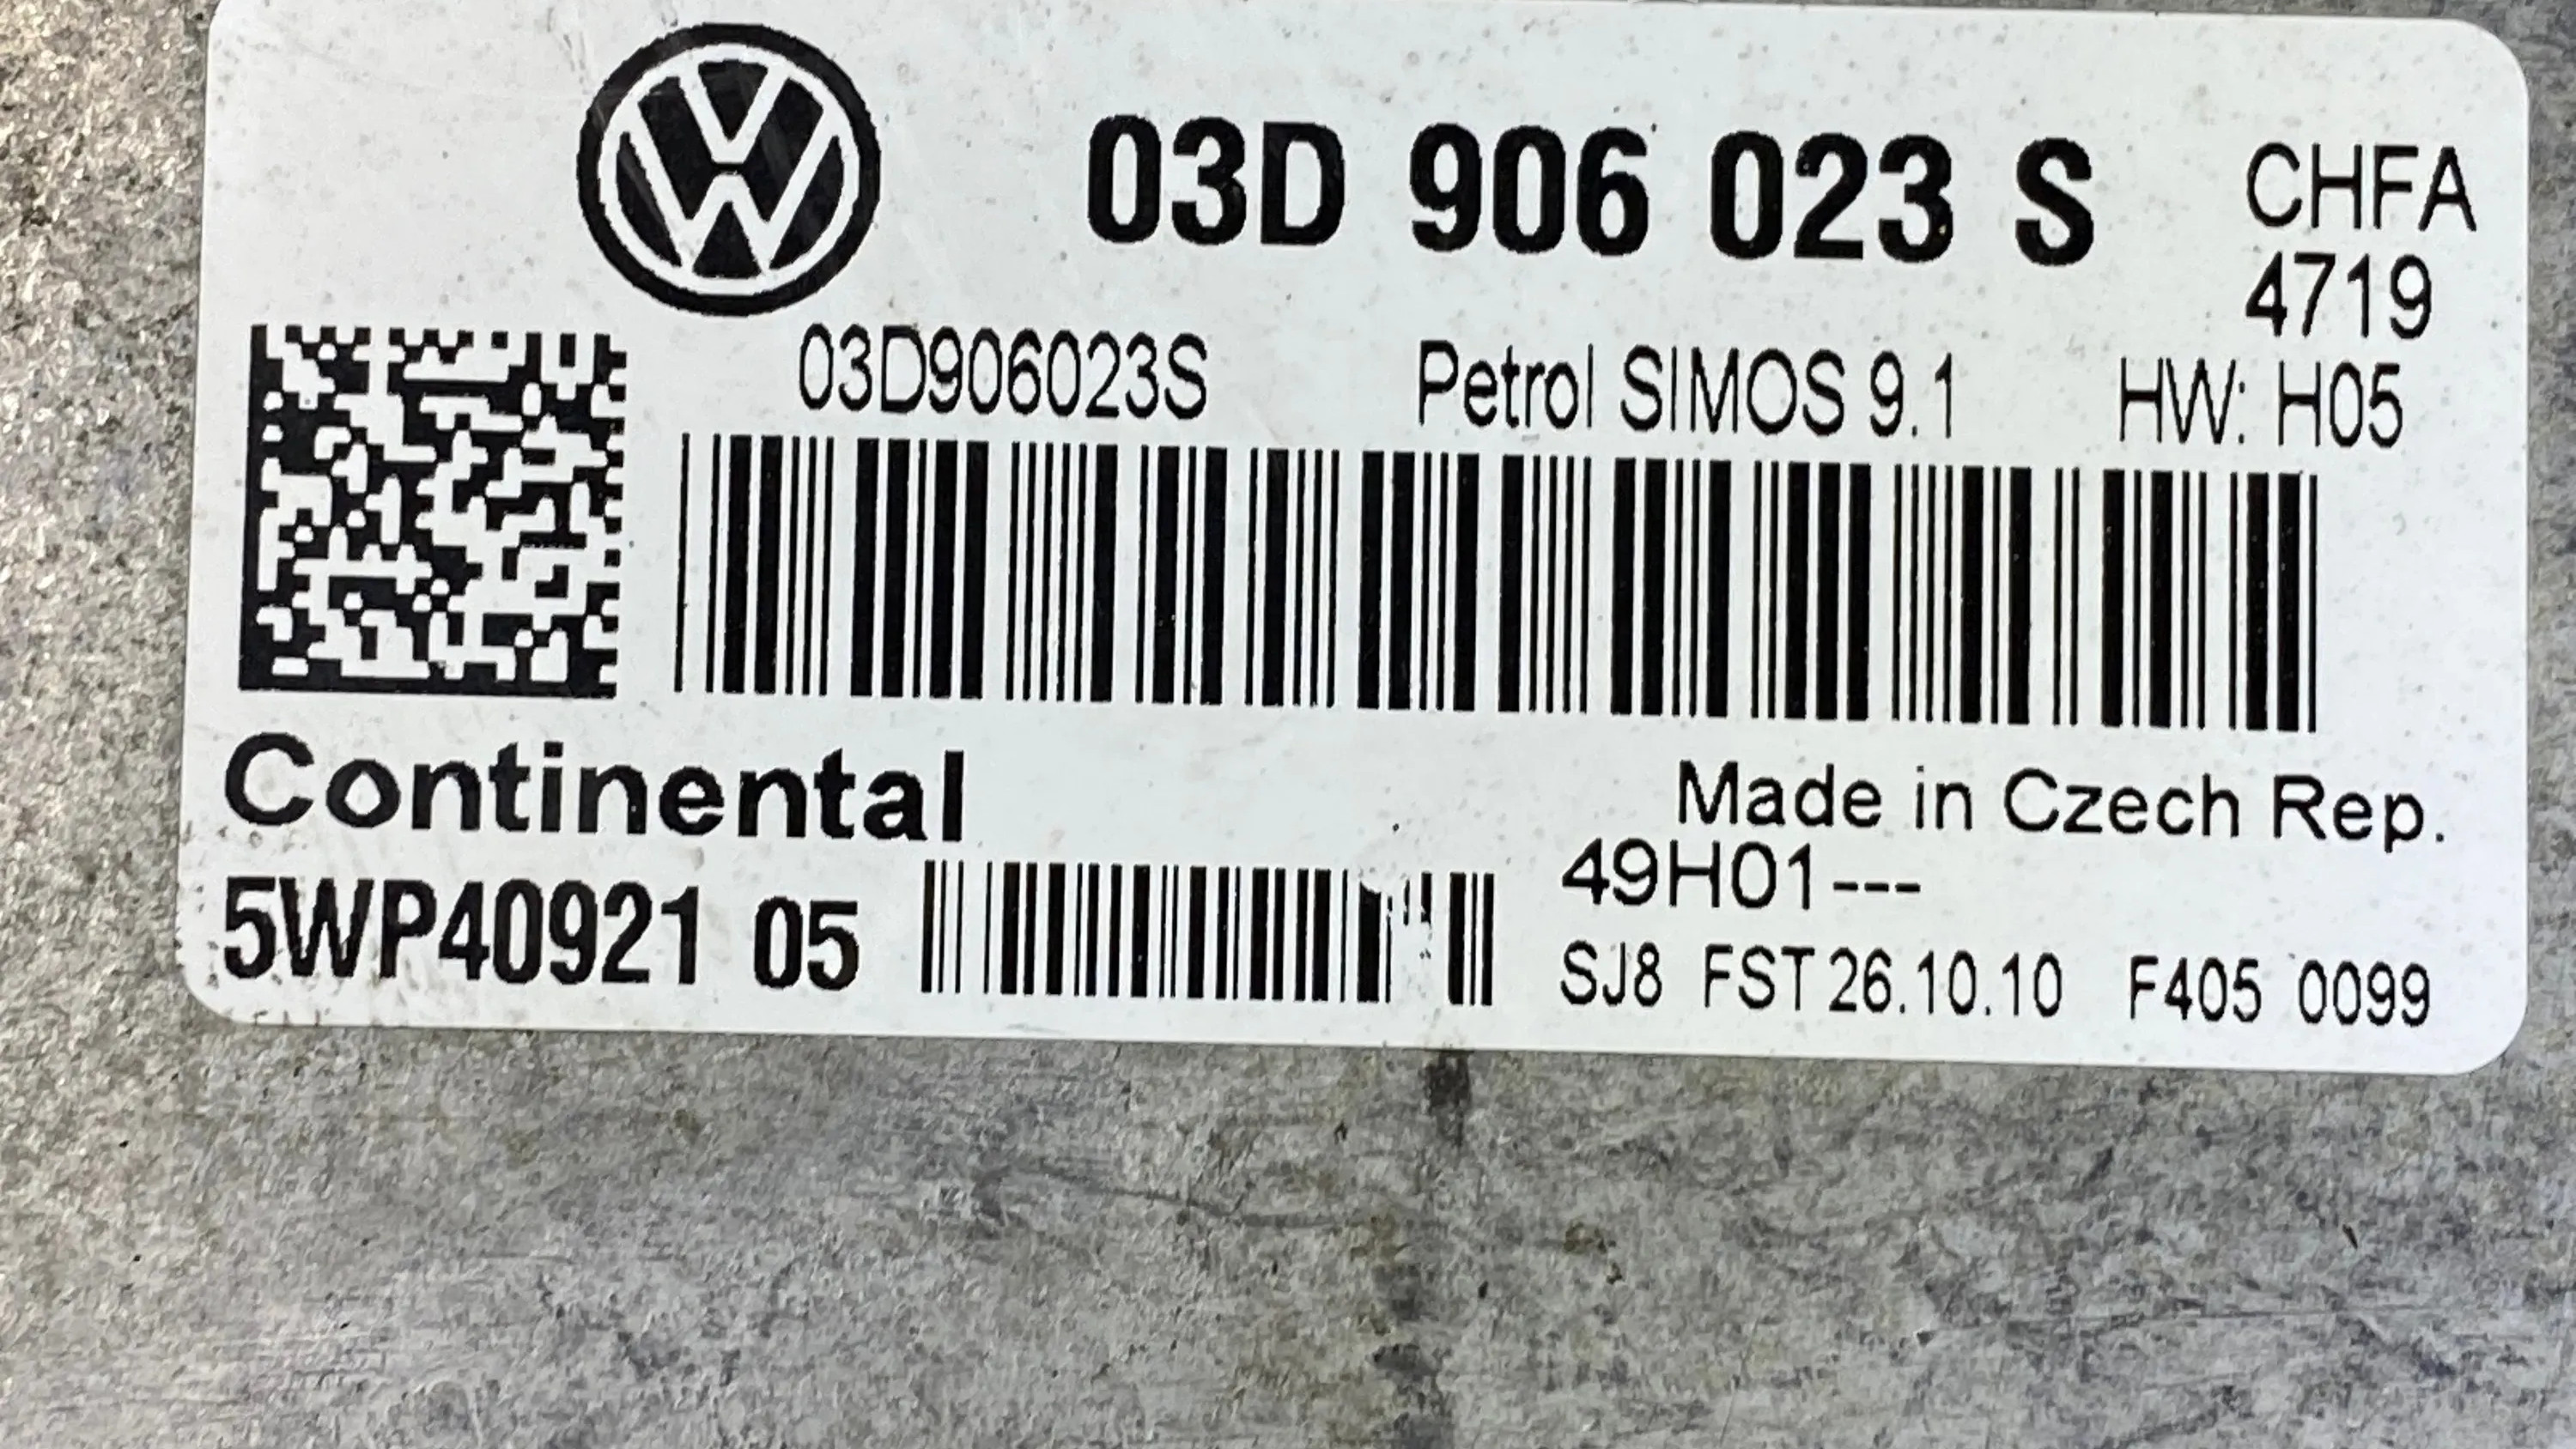 03D 906 023 S CHFA
4719
03D906023S Petrol SIMOS 9.1 HW: H05
Continental Made in Czech Rep.
49H01---
5WP40921 05 SJ8 FST 26.10.10 F405 0099